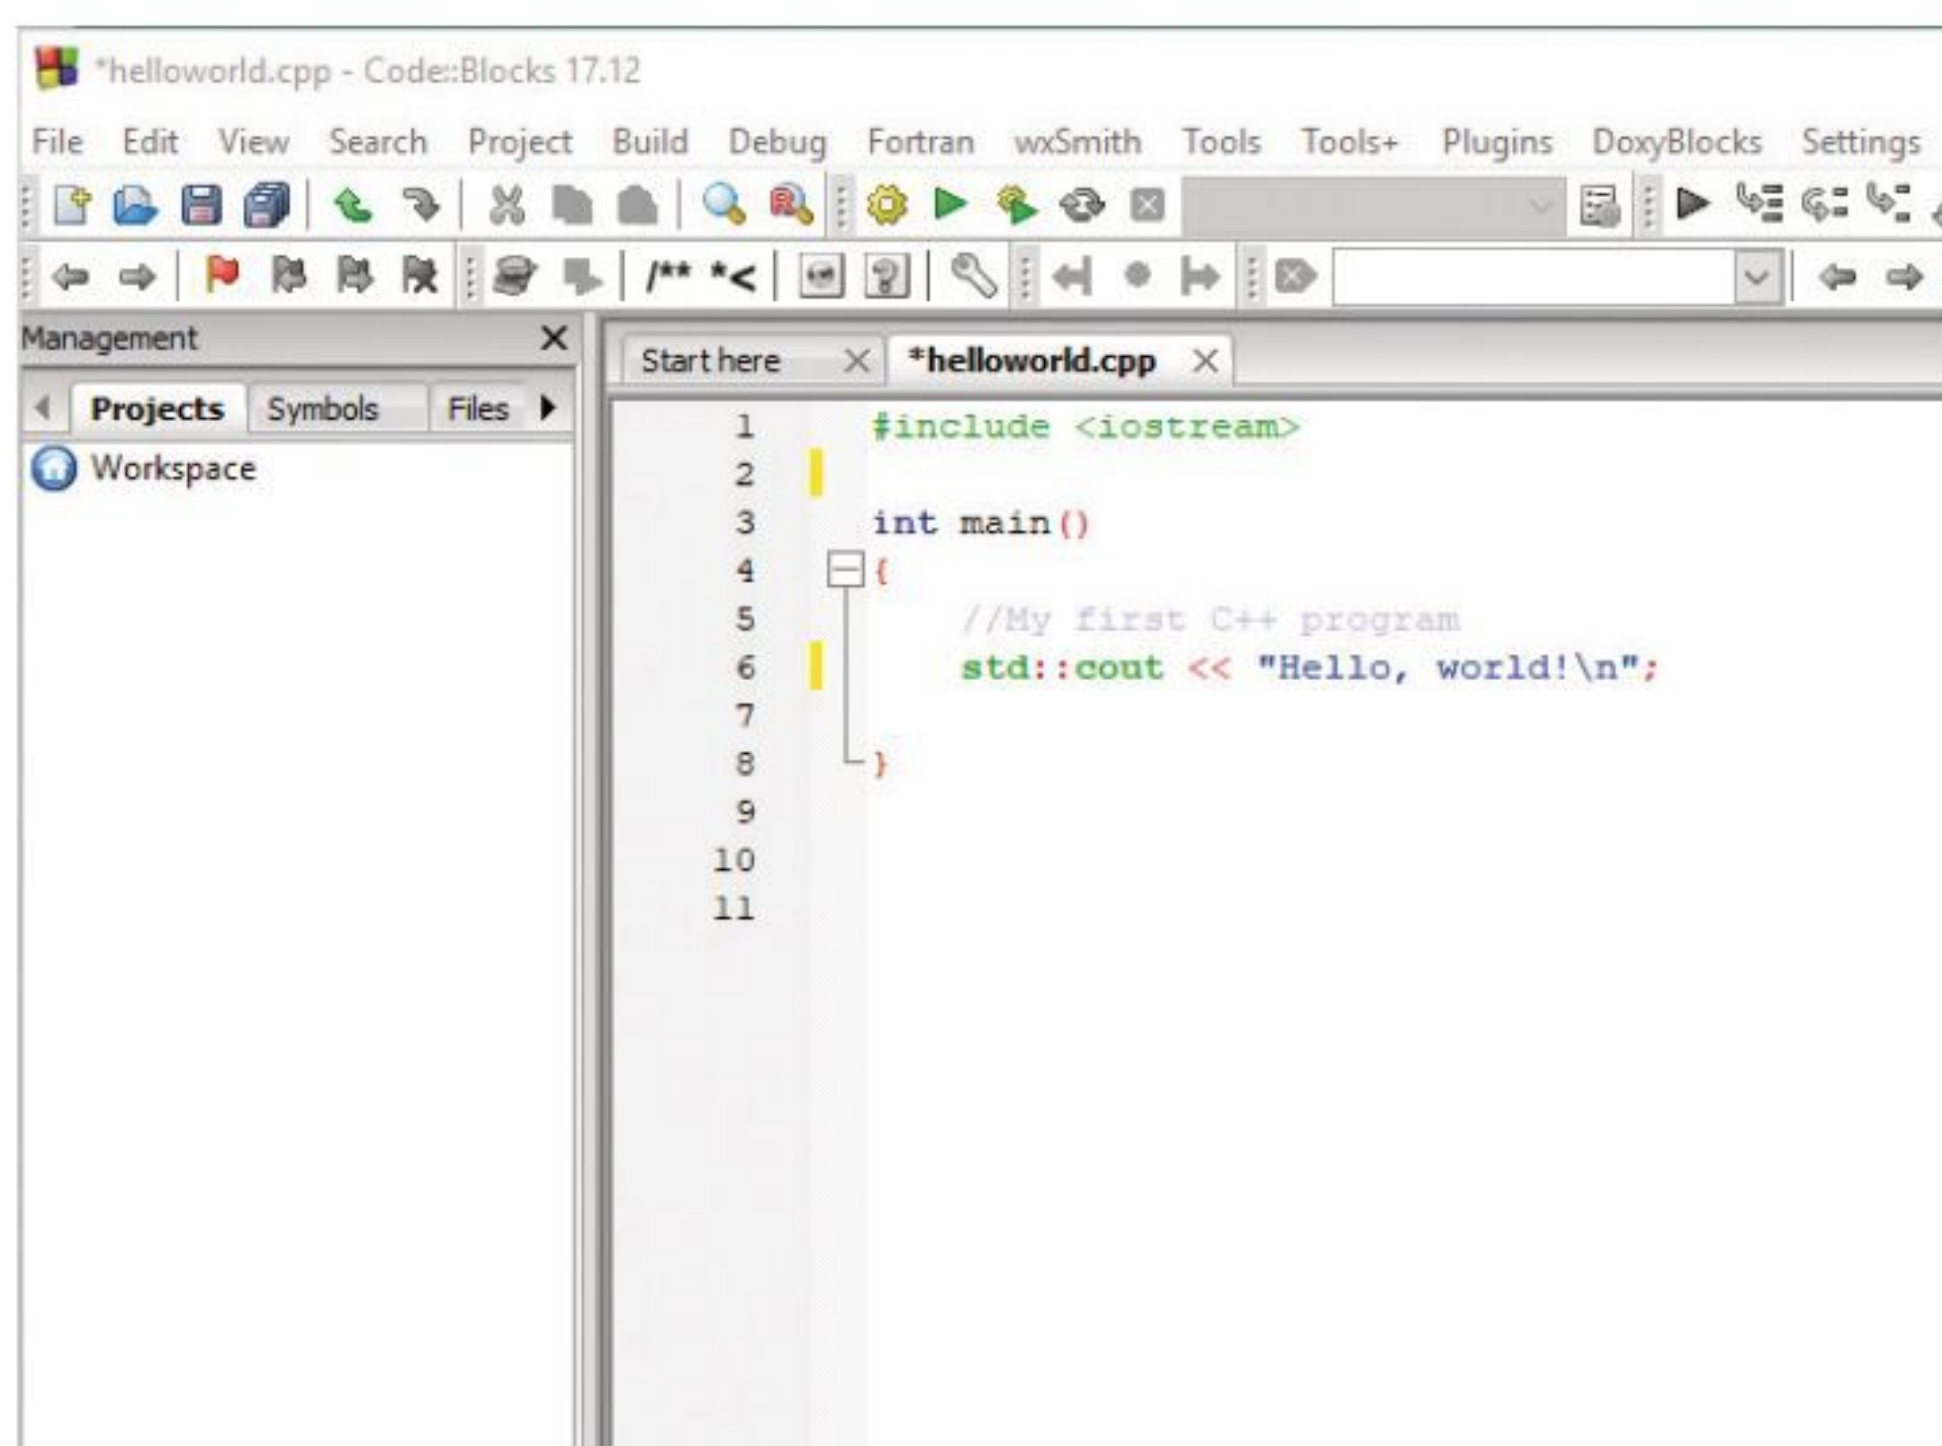 *helloworld.cpp - Code::Blocks 17.12
File Edit View Search Project Build Debug Fortran wxSmith Tools Tools+ Plugins DoxyBlocks Settings
/** *<
Management
Start here *helloworld.cpp
Projects Symbols Files
Workspace
1 #include <iostream>
2
3 int main()
4 {
5 //My first C++ program
6 std::cout << "Hello, world!\n";
7
8 }
9
10
11